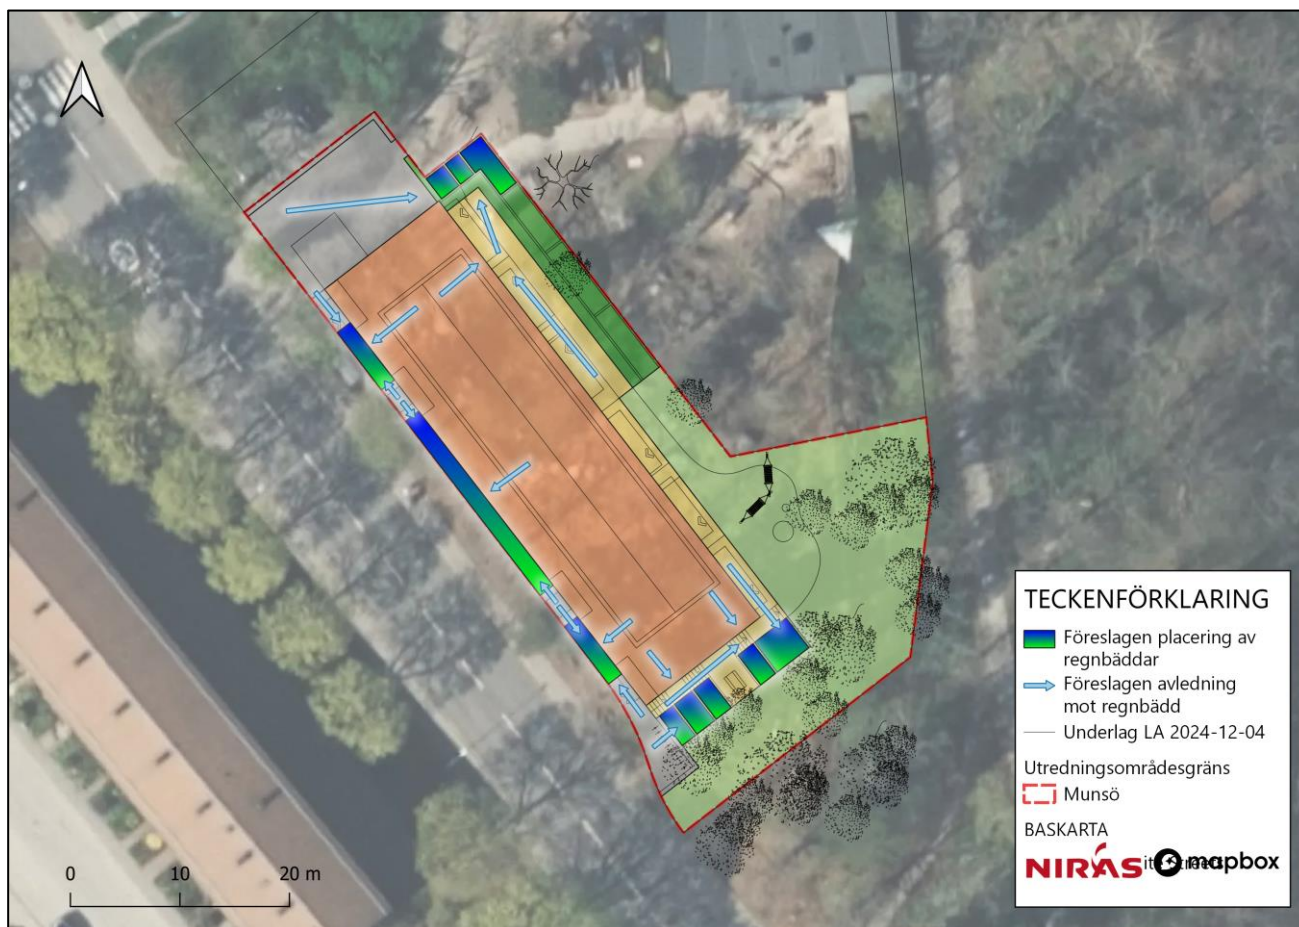 TECKENFÖRKLARING
Föreslagen placering av
regnbäddar
Föreslagen avledning
mot regnbädd
Underlag LA 2024-12-04
Utredningsområdesgräns
Munsö
BASKARTA
NIRAS mapbox
0 10 20 m